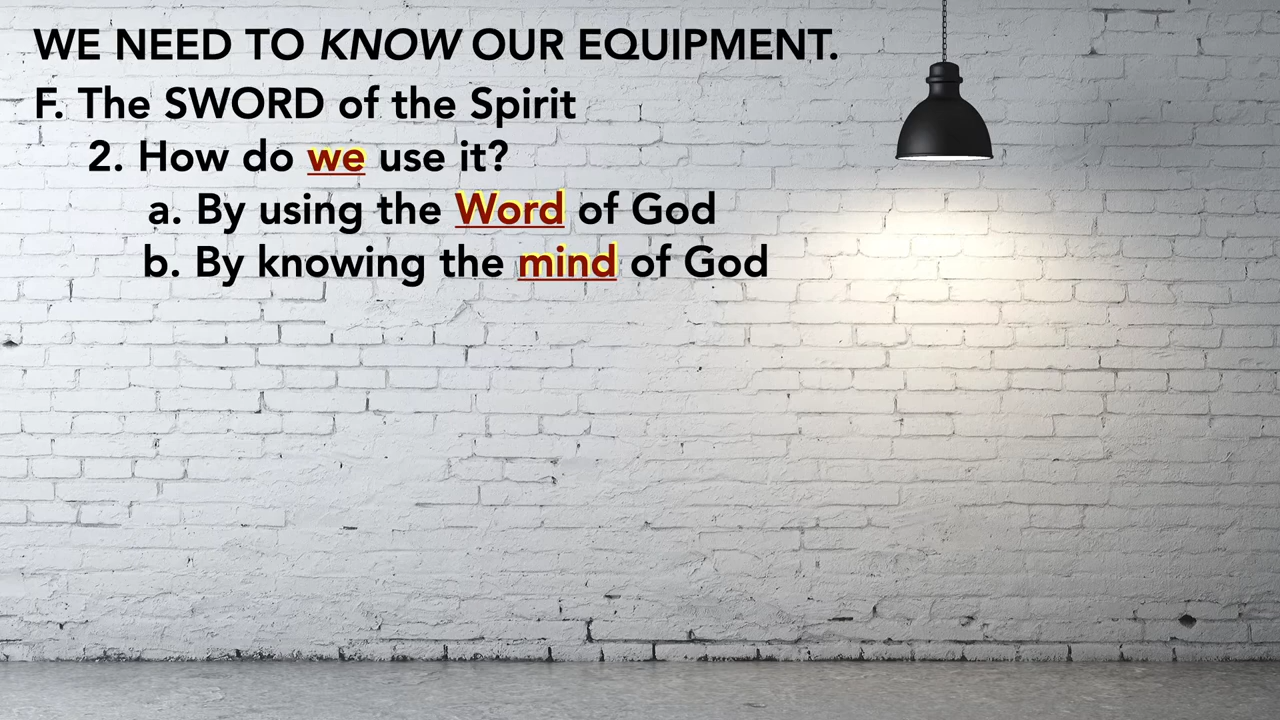 WE NEED TO KNOW OUR EQUIPMENT.
F. The SWORD of the Spirit
2. How do we use it?
a. By using the Word of God
b. By knowing the mind of God